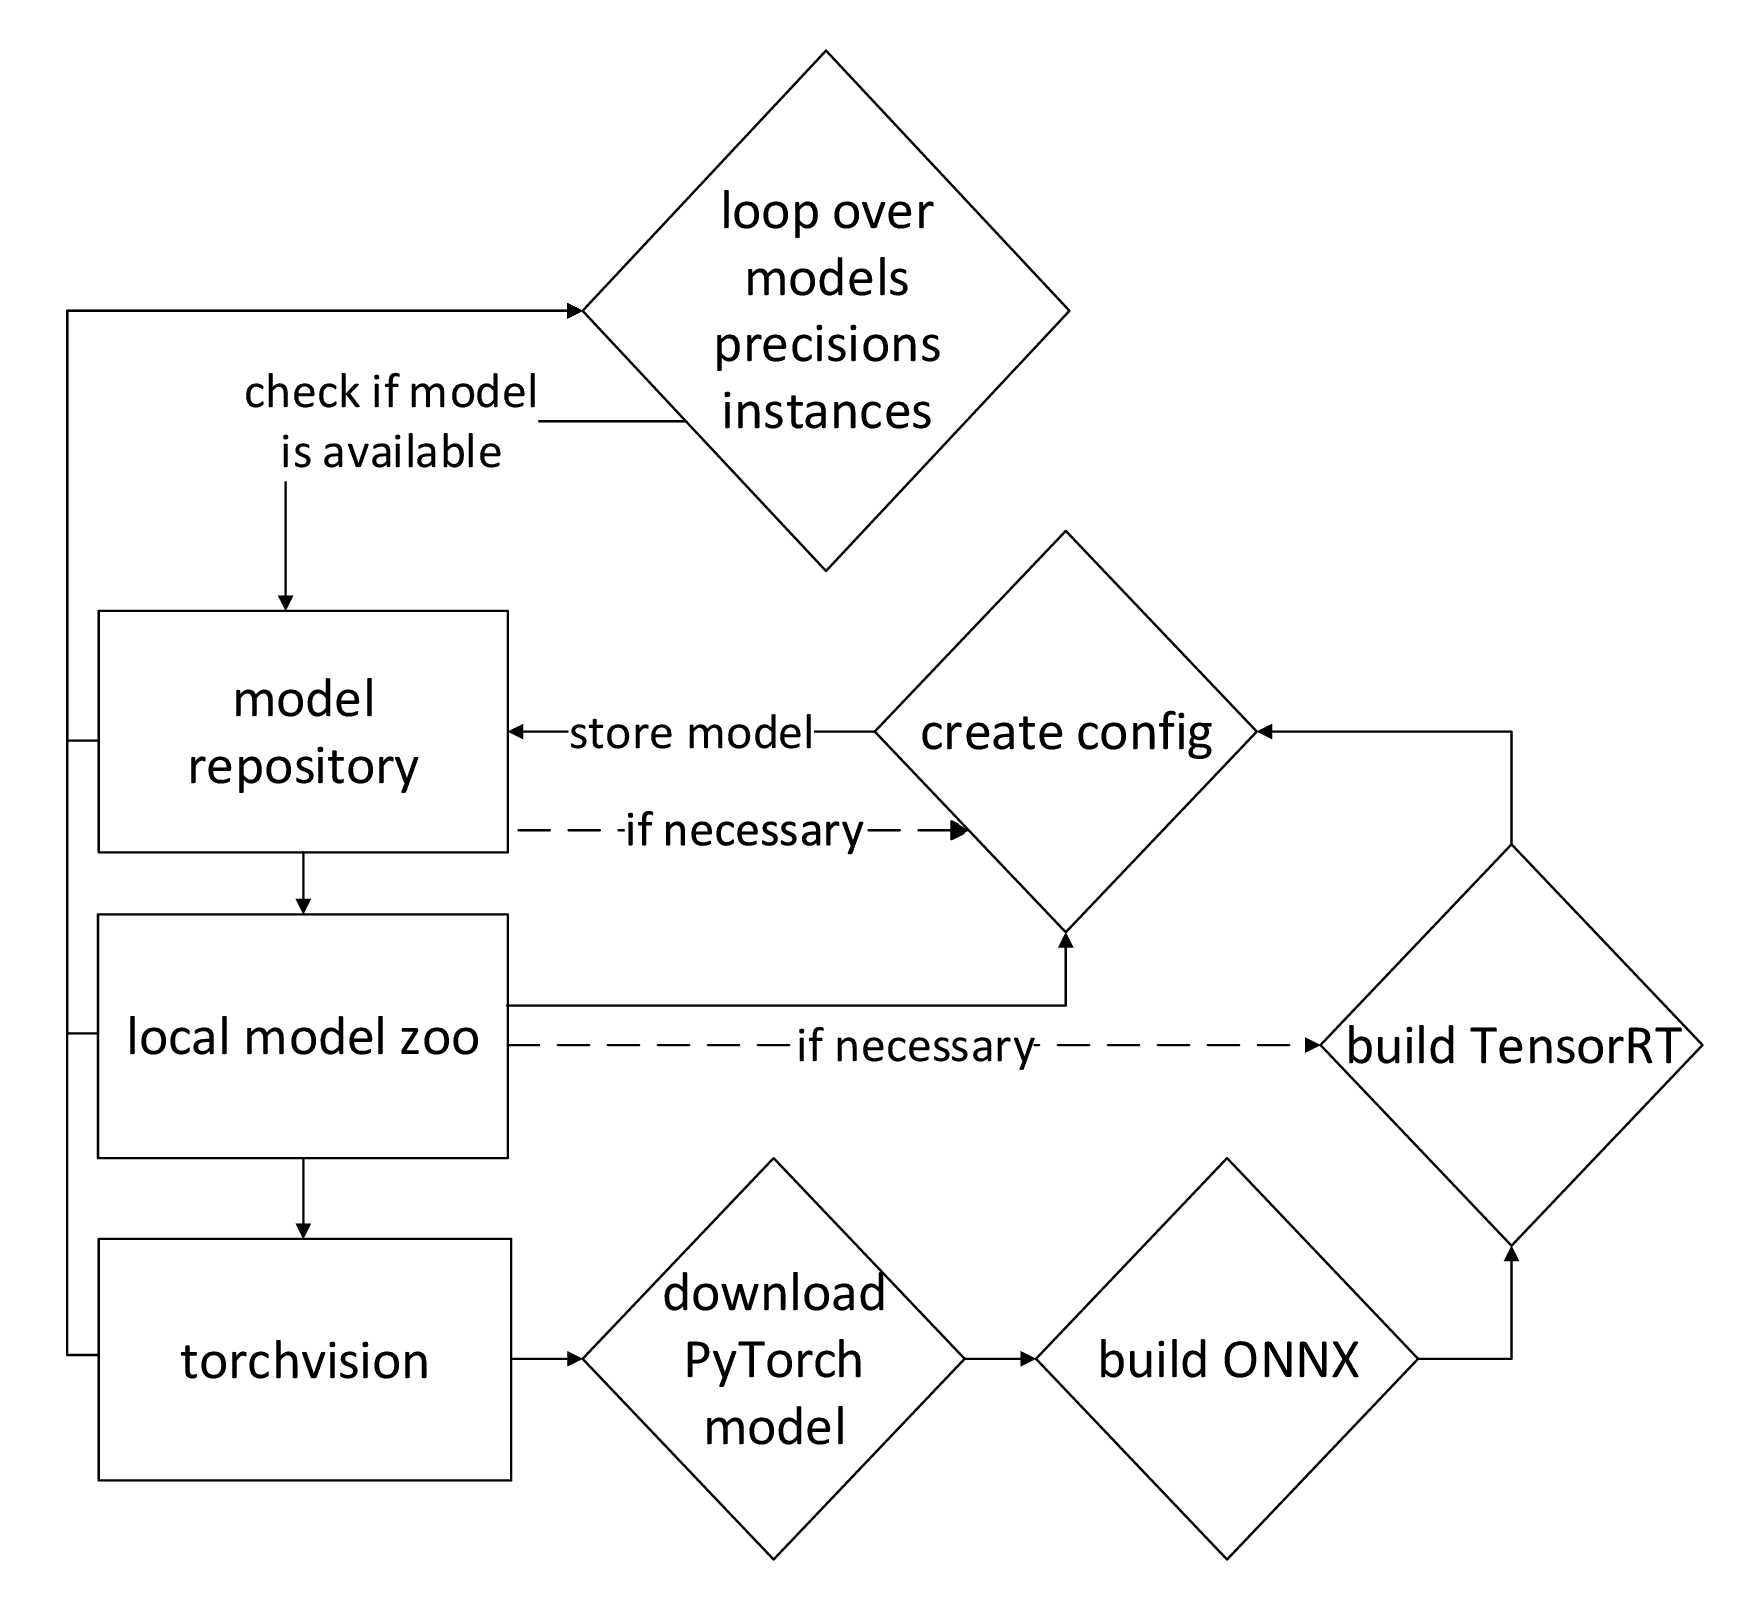 loop over
models
precisions
instances
check if model
is available
model
repository
store model
create config
if necessary
local model zoo
if necessary
build TensorRT
torchvision
download
PyTorch
model
build ONNX